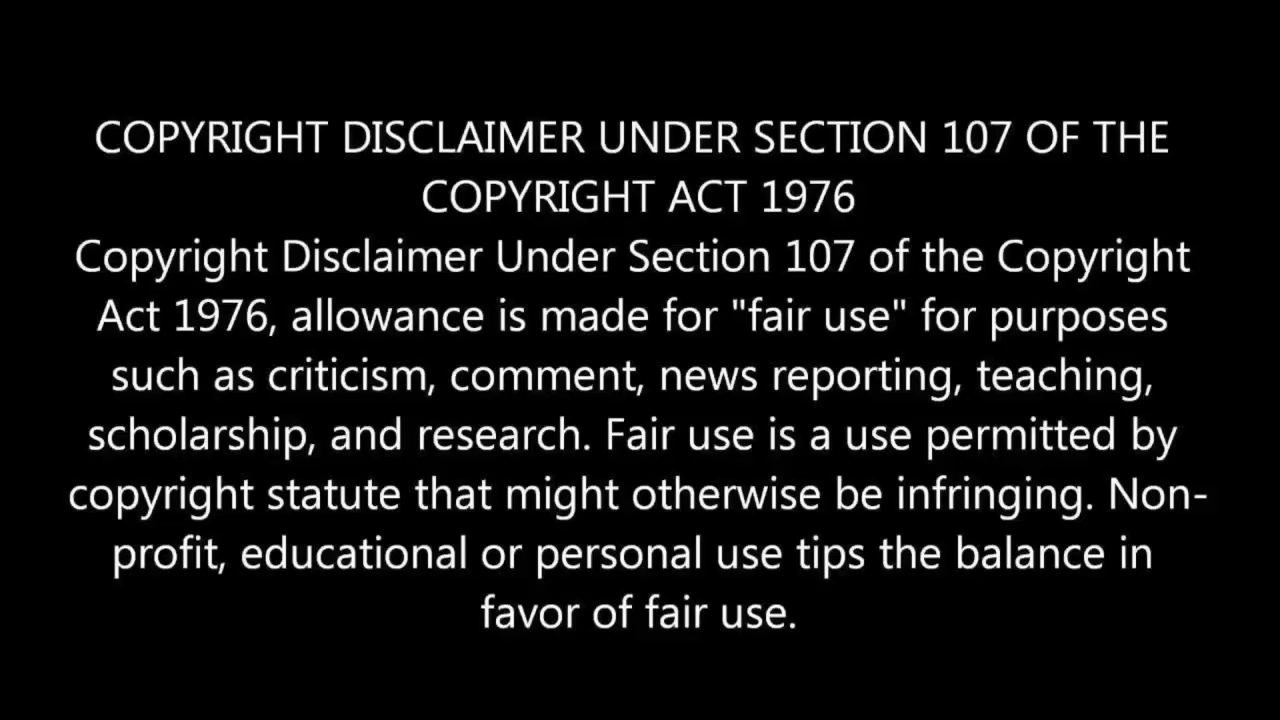 COPYRIGHT DISCLAIMER UNDER SECTION 107 OF THE
COPYRIGHT ACT 1976
Copyright Disclaimer Under Section 107 of the Copyright
Act 1976, allowance is made for "fair use" for purposes
such as criticism, comment, news reporting, teaching,
scholarship, and research. Fair use is a use permitted by
copyright statute that might otherwise be infringing. Non-
profit, educational or personal use tips the balance in
favor of fair use.